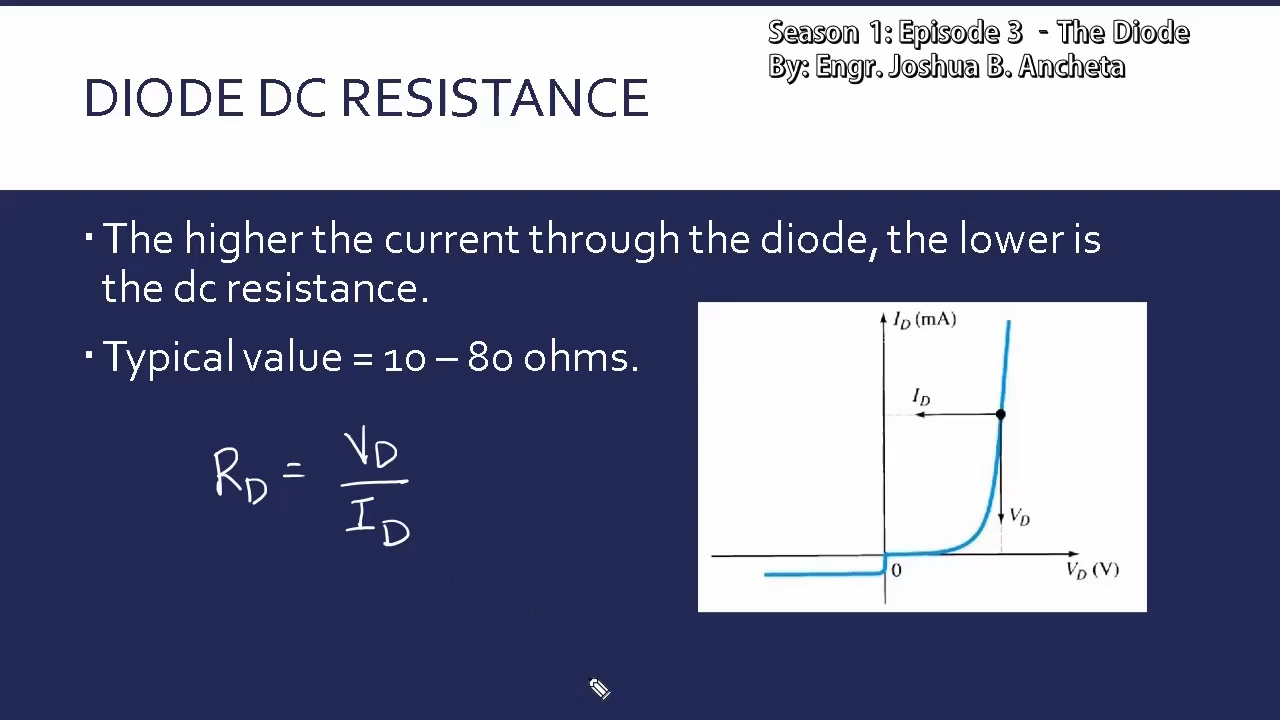 Season 1: Episode 3 - The Diode
By: Engr. Joshua B. Ancheta
DIODE DC RESISTANCE
▪ The higher the current through the diode, the lower is
the dc resistance.
▪ Typical value = 10 – 80 ohms.
R_D = V_D / I_D
I_D (mA)
I_D
V_D
0
V_D (V)